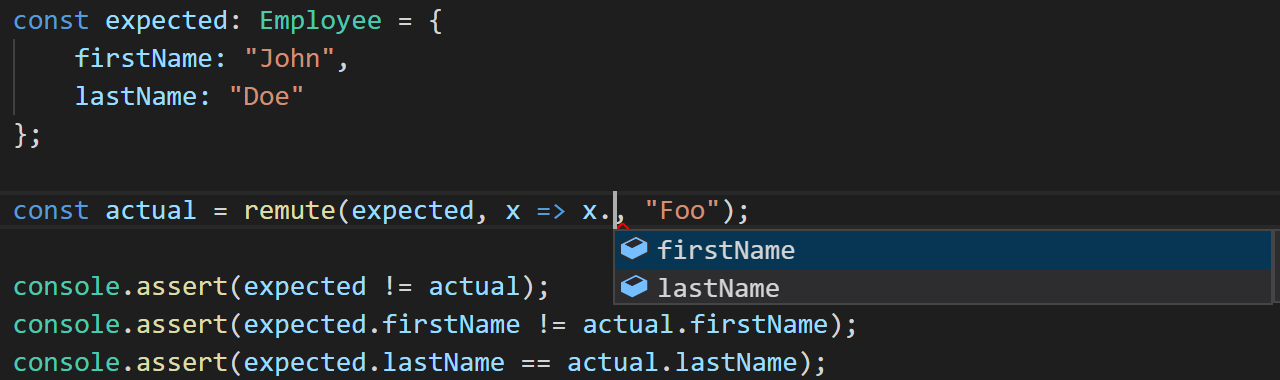 const expected: Employee = {
    firstName: "John",
    lastName: "Doe"
};
const actual = remute(expected, x => x., "Foo");
firstName
lastName
console.assert(expected != actual);
console.assert(expected.firstName != actual.firstName);
console.assert(expected.lastName == actual.lastName);